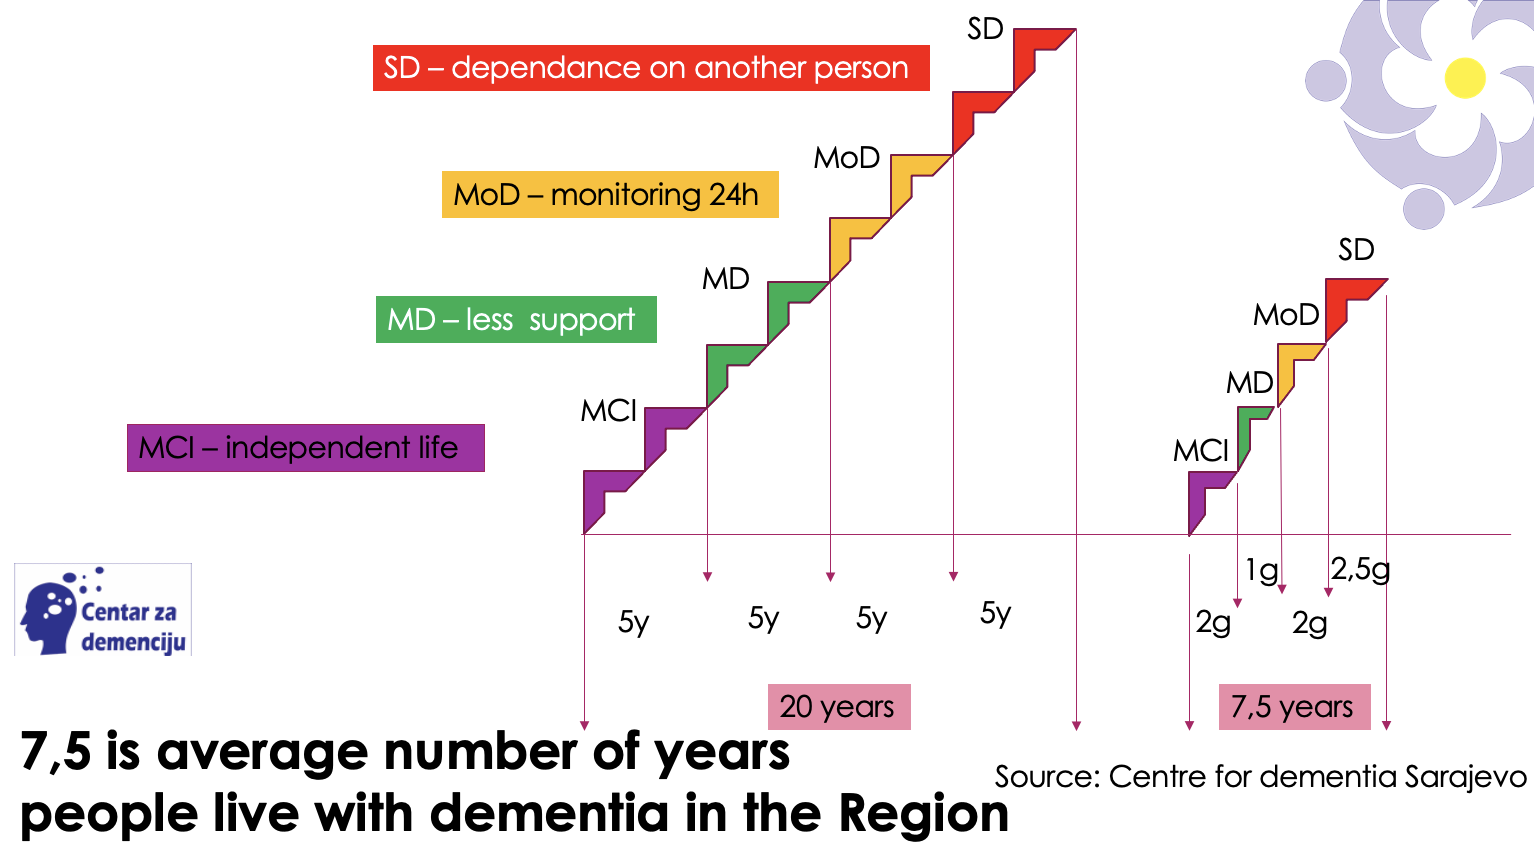 SD
SD – dependance on another person
MoD
MoD – monitoring 24h
SD
MD
MoD
MD – less  support
MD
MCI
MCI – independent life
MCI
1g
2,5g
5y
5y
5y
5y
2g
2g
Centar za
demenciju
20 years
7,5 years
7,5 is average number of years
people live with dementia in the Region
Source: Centre for dementia Sarajevo